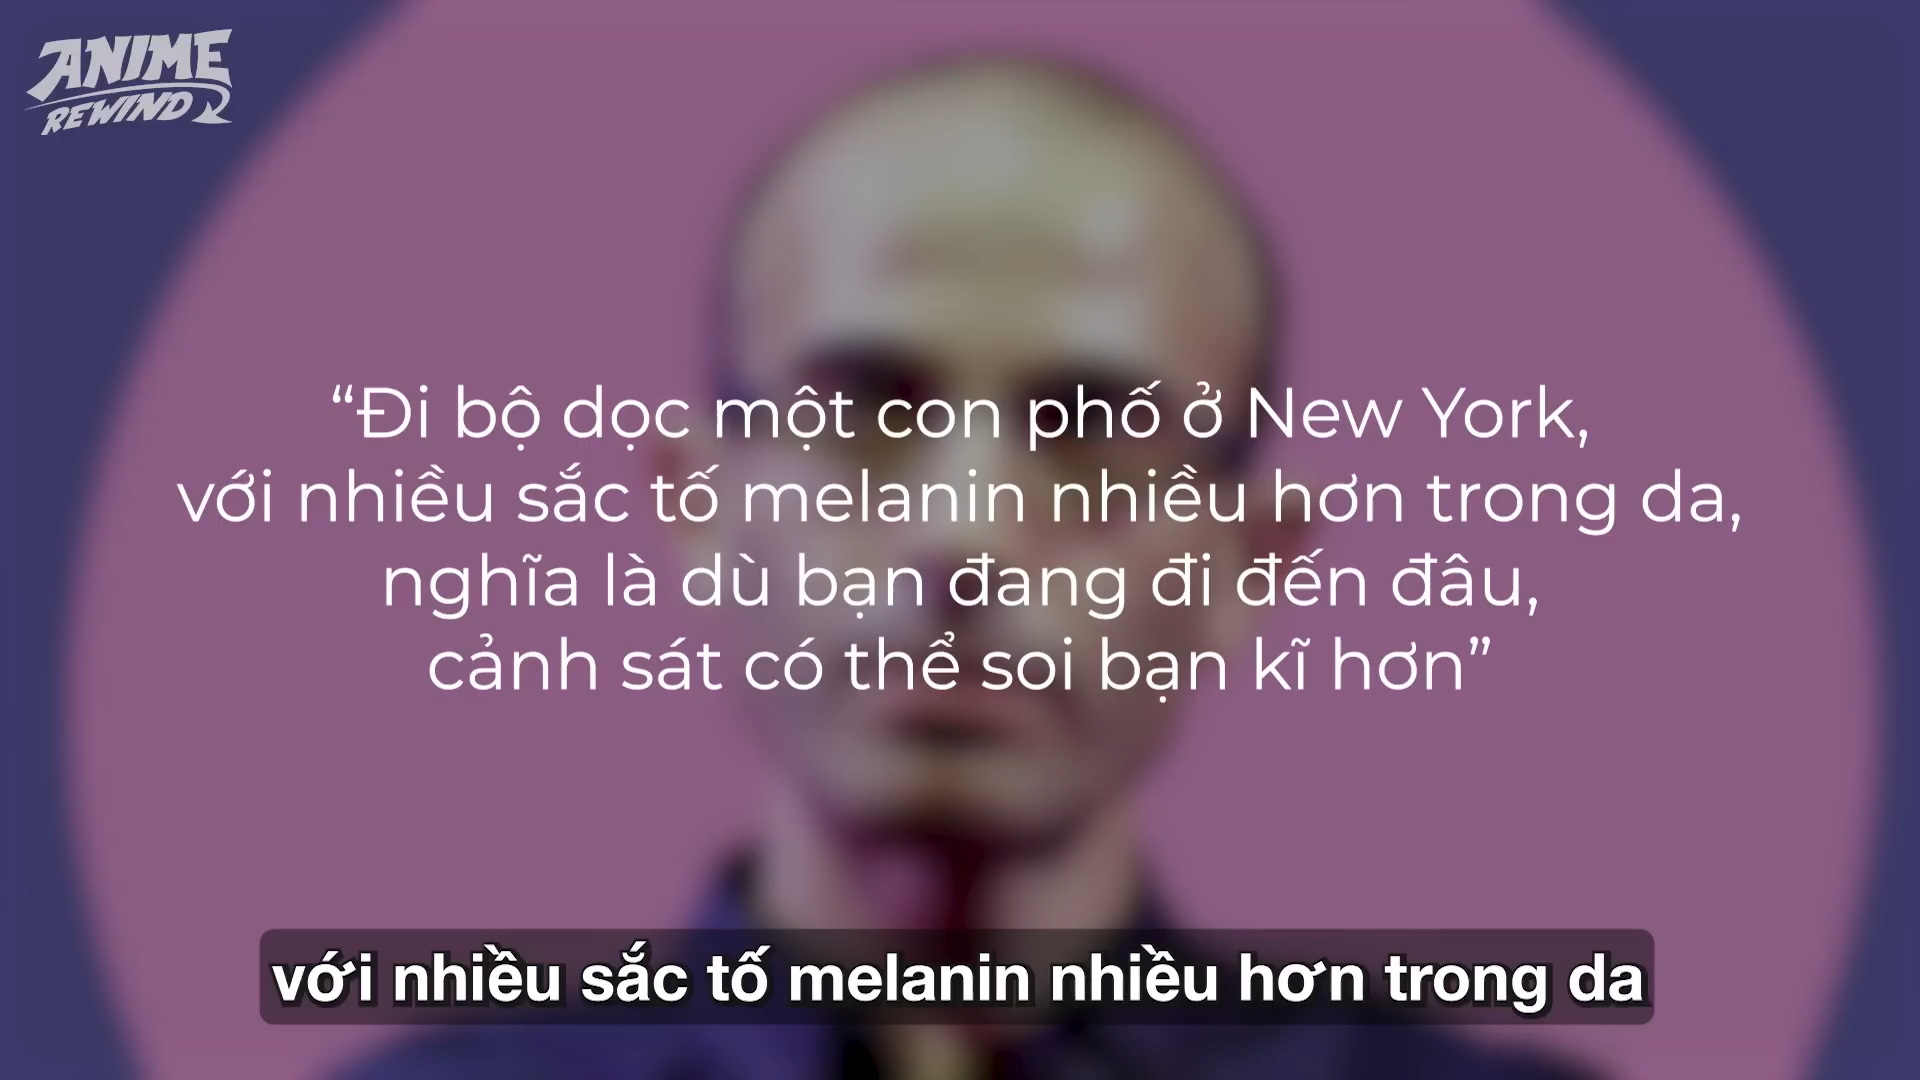 ANIME
REWIND
“Đi bộ dọc một con phố ở New York,
với nhiều sắc tố melanin nhiều hơn trong da,
nghĩa là dù bạn đang đi đến đâu,
cảnh sát có thể soi bạn kĩ hơn”
với nhiều sắc tố melanin nhiều hơn trong da